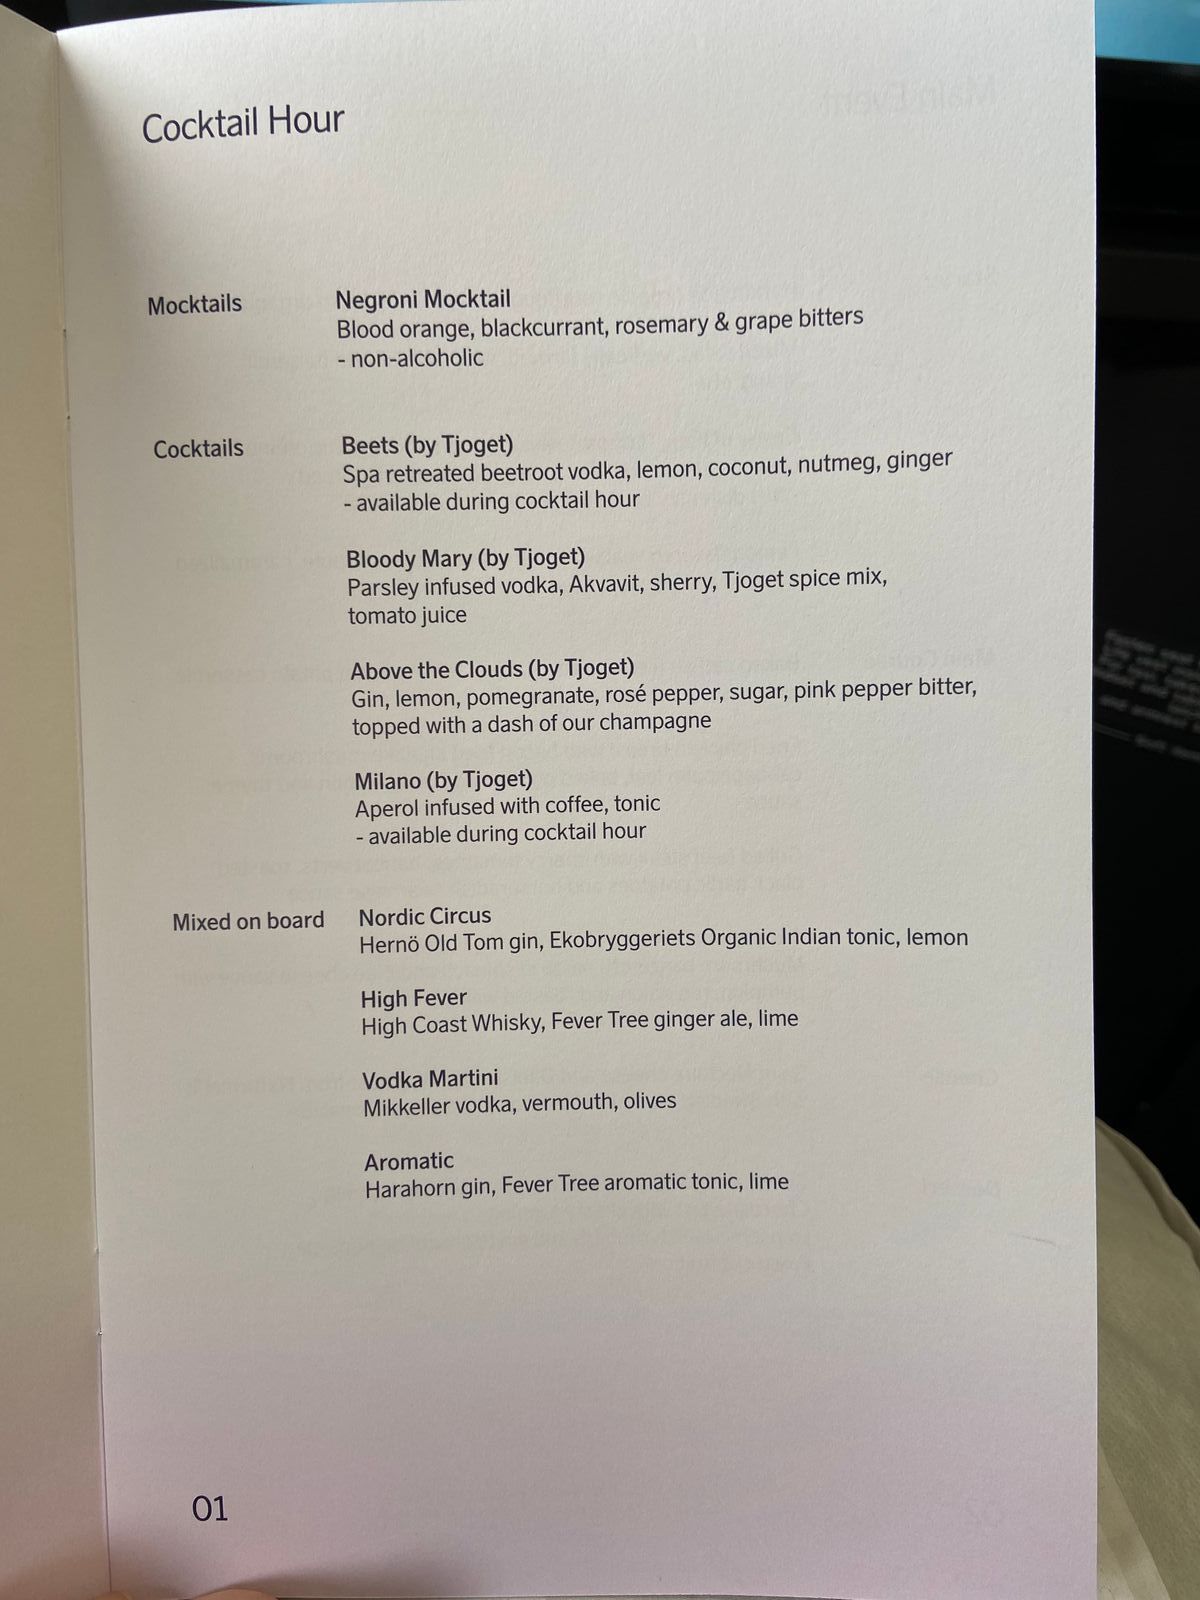 Cocktail Hour
Mocktails
Negroni Mocktail
Blood orange, blackcurrant, rosemary & grape bitters
- non-alcoholic
Cocktails
Beets (by Tjoget)
Spa retreated beetroot vodka, lemon, coconut, nutmeg, ginger
- available during cocktail hour
Bloody Mary (by Tjoget)
Parsley infused vodka, Akvavit, sherry, Tjoget spice mix,
tomato juice
Above the Clouds (by Tjoget)
Gin, lemon, pomegranate, rosé pepper, sugar, pink pepper bitter,
topped with a dash of our champagne
Milano (by Tjoget)
Aperol infused with coffee, tonic
- available during cocktail hour
Mixed on board
Nordic Circus
Hernö Old Tom gin, Ekobryggeriets Organic Indian tonic, lemon
High Fever
High Coast Whisky, Fever Tree ginger ale, lime
Vodka Martini
Mikkeller vodka, vermouth, olives
Aromatic
Harahorn gin, Fever Tree aromatic tonic, lime
01